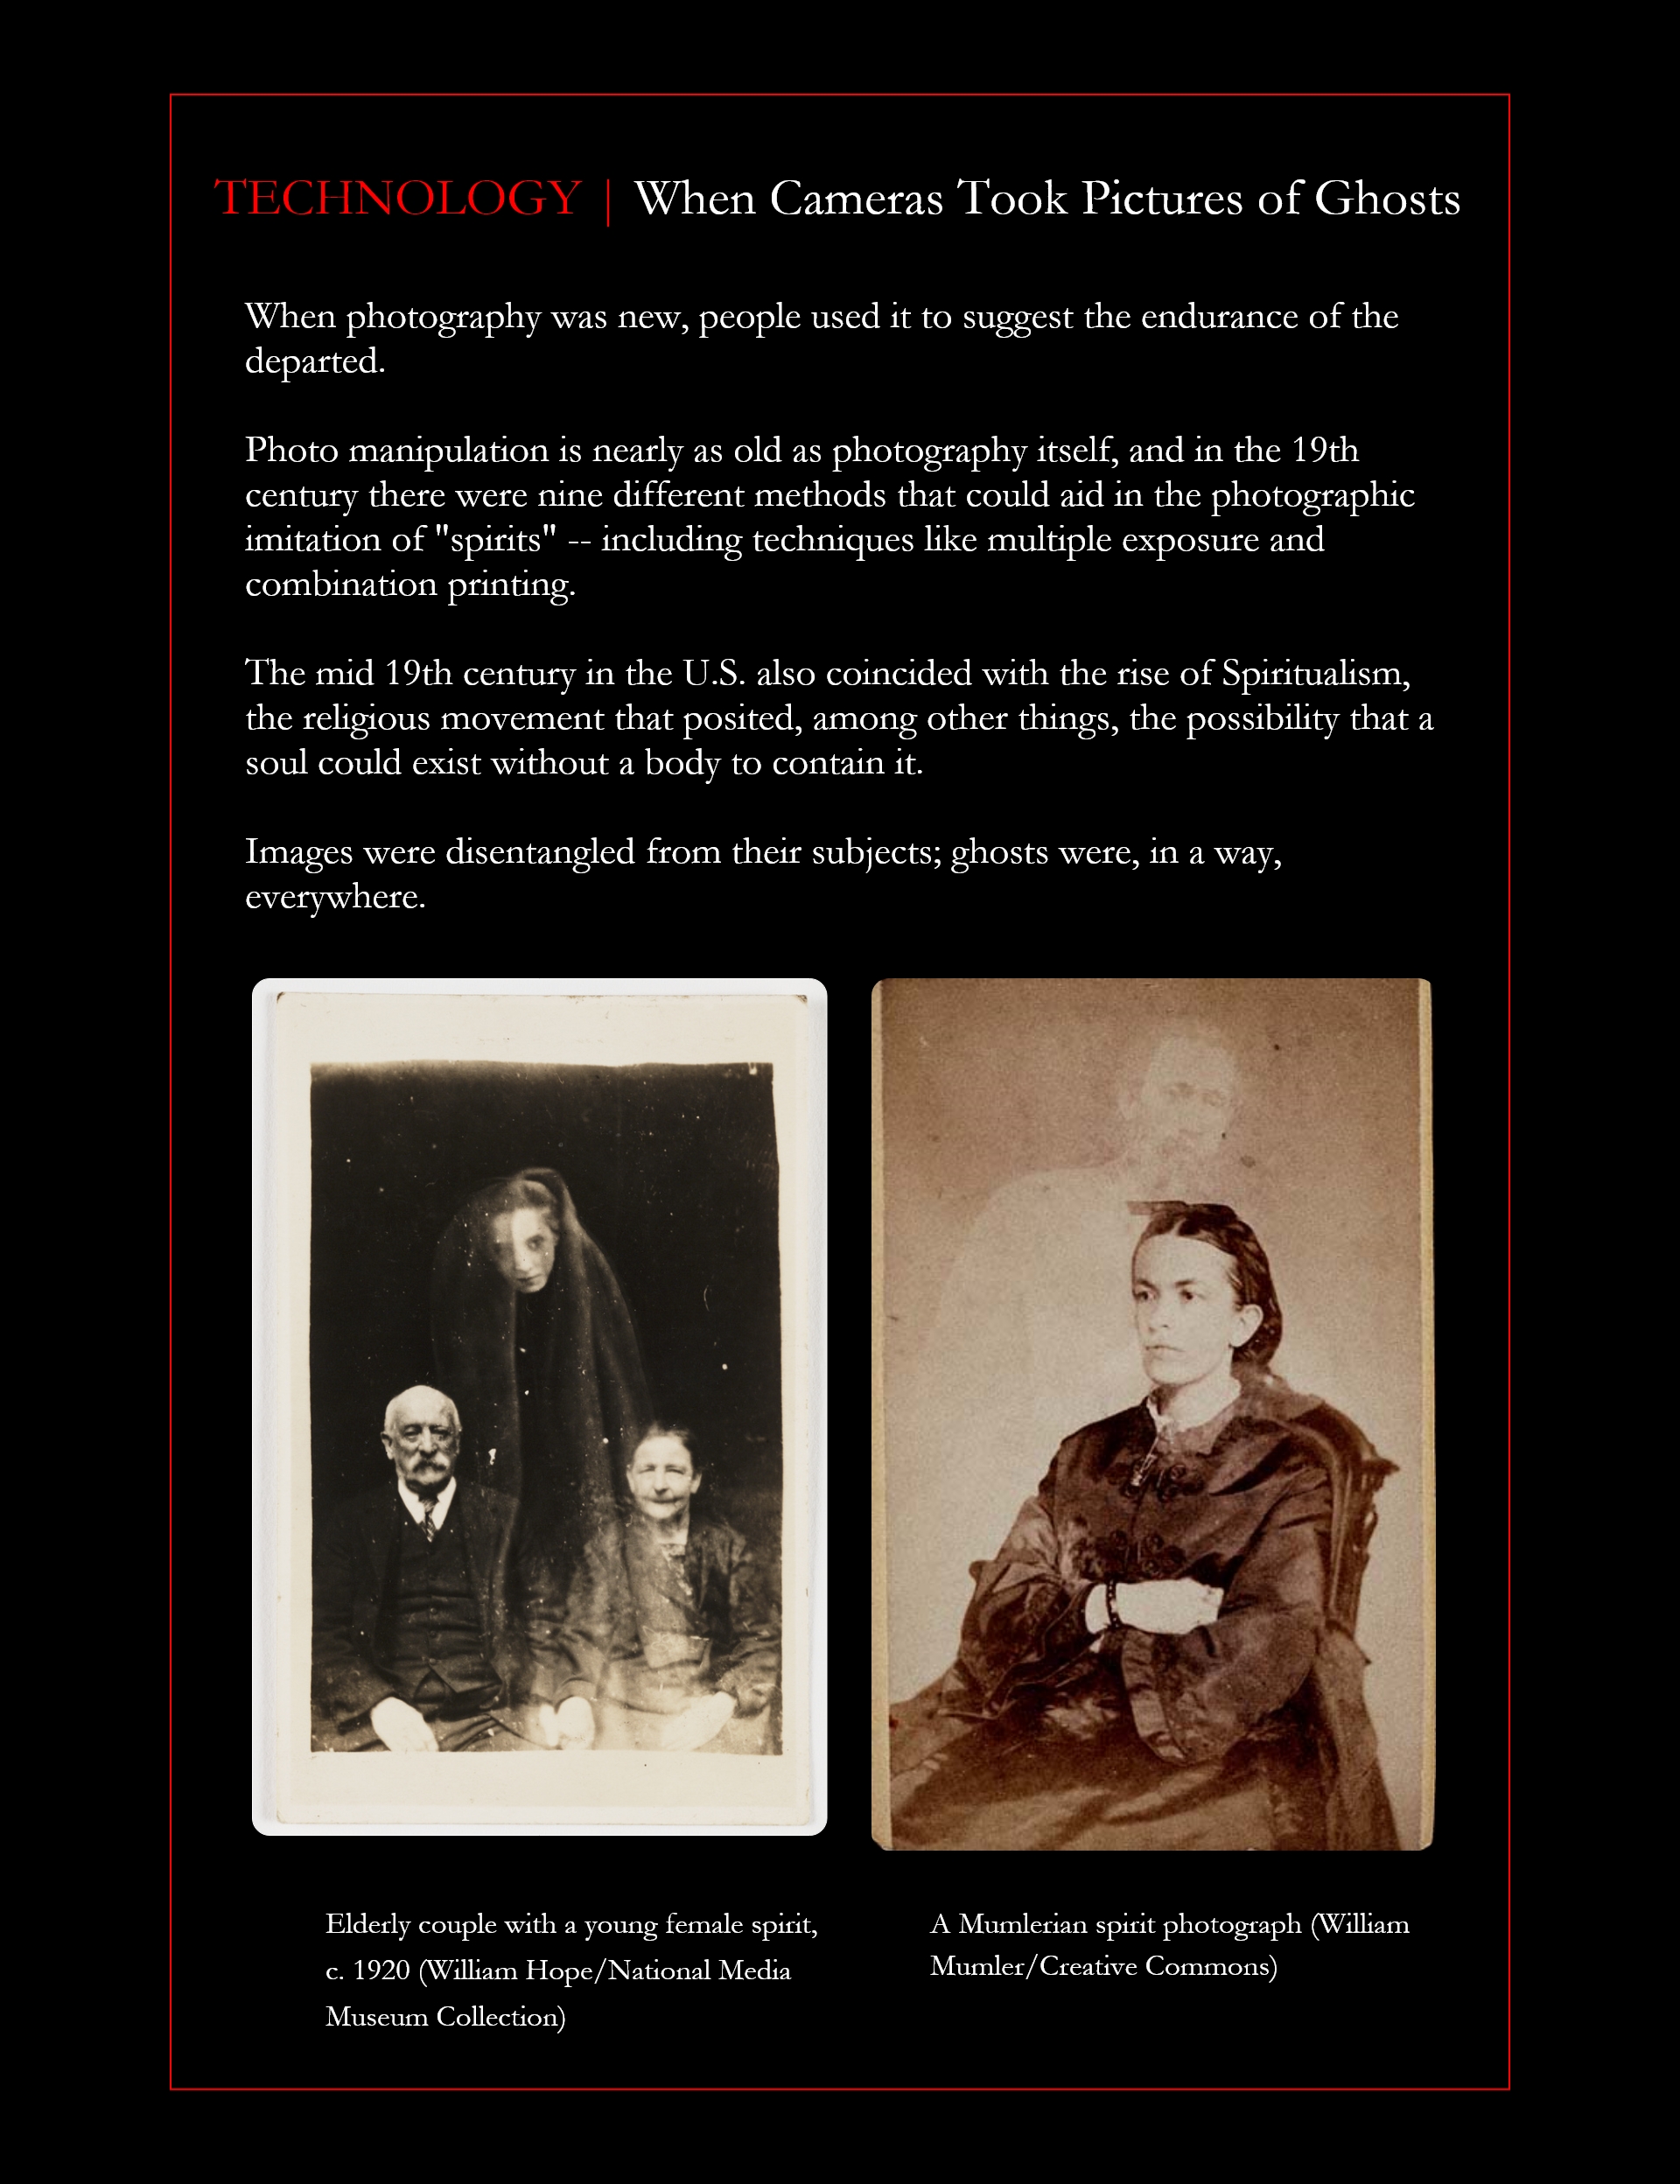 TECHNOLOGY | When Cameras Took Pictures of Ghosts
When photography was new, people used it to suggest the endurance of the
departed.
Photo manipulation is nearly as old as photography itself, and in the 19th
century there were nine different methods that could aid in the photographic
imitation of "spirits" -- including techniques like multiple exposure and
combination printing.
The mid 19th century in the U.S. also coincided with the rise of Spiritualism,
the religious movement that posited, among other things, the possibility that a
soul could exist without a body to contain it.
Images were disentangled from their subjects; ghosts were, in a way,
everywhere.
Elderly couple with a young female spirit,
c. 1920 (William Hope/National Media
Museum Collection)
A Mumlerian spirit photograph (William
Mumler/Creative Commons)